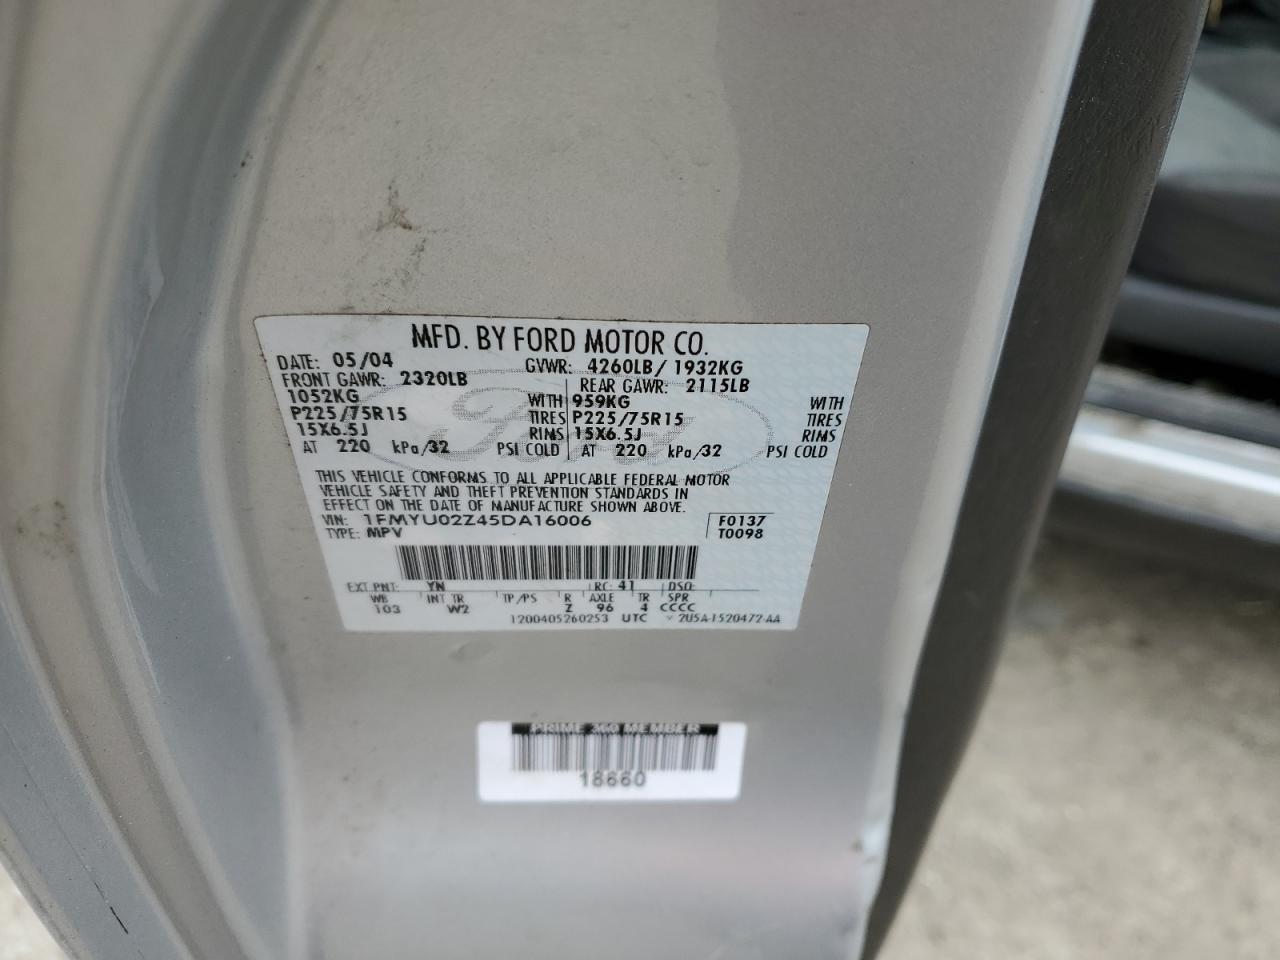 MFD. BY FORD MOTOR CO.
DATE: 05/04 GVWR: 4260LB/ 1932KG
FRONT GAWR: 2320LB REAR GAWR: 2115LB
1052KG WITH 959KG WITH
P225/75R15 TIRES P225/75R15 TIRES
15X6.5J RIMS 15X6.5J RIMS
AT 220 kPa/32 PSI COLD AT 220 kPa/32 PSI COLD
THIS VEHICLE CONFORMS TO ALL APPLICABLE FEDERAL MOTOR
VEHICLE SAFETY AND THEFT PREVENTION STANDARDS IN
EFFECT ON THE DATE OF MANUFACTURE SHOWN ABOVE.
VIN: 1FMYU02Z45DA16006 F0137
TYPE: MPV T0098
EXT PNT: YN RC: 41 DSO:
WB INT TR TP/PS R AXLE TR SPR
103 W2 Z 96 4 CCCC
1200405260253 UTC 2U5A-1520472-AA
PRIME 360 MEMBER
18660